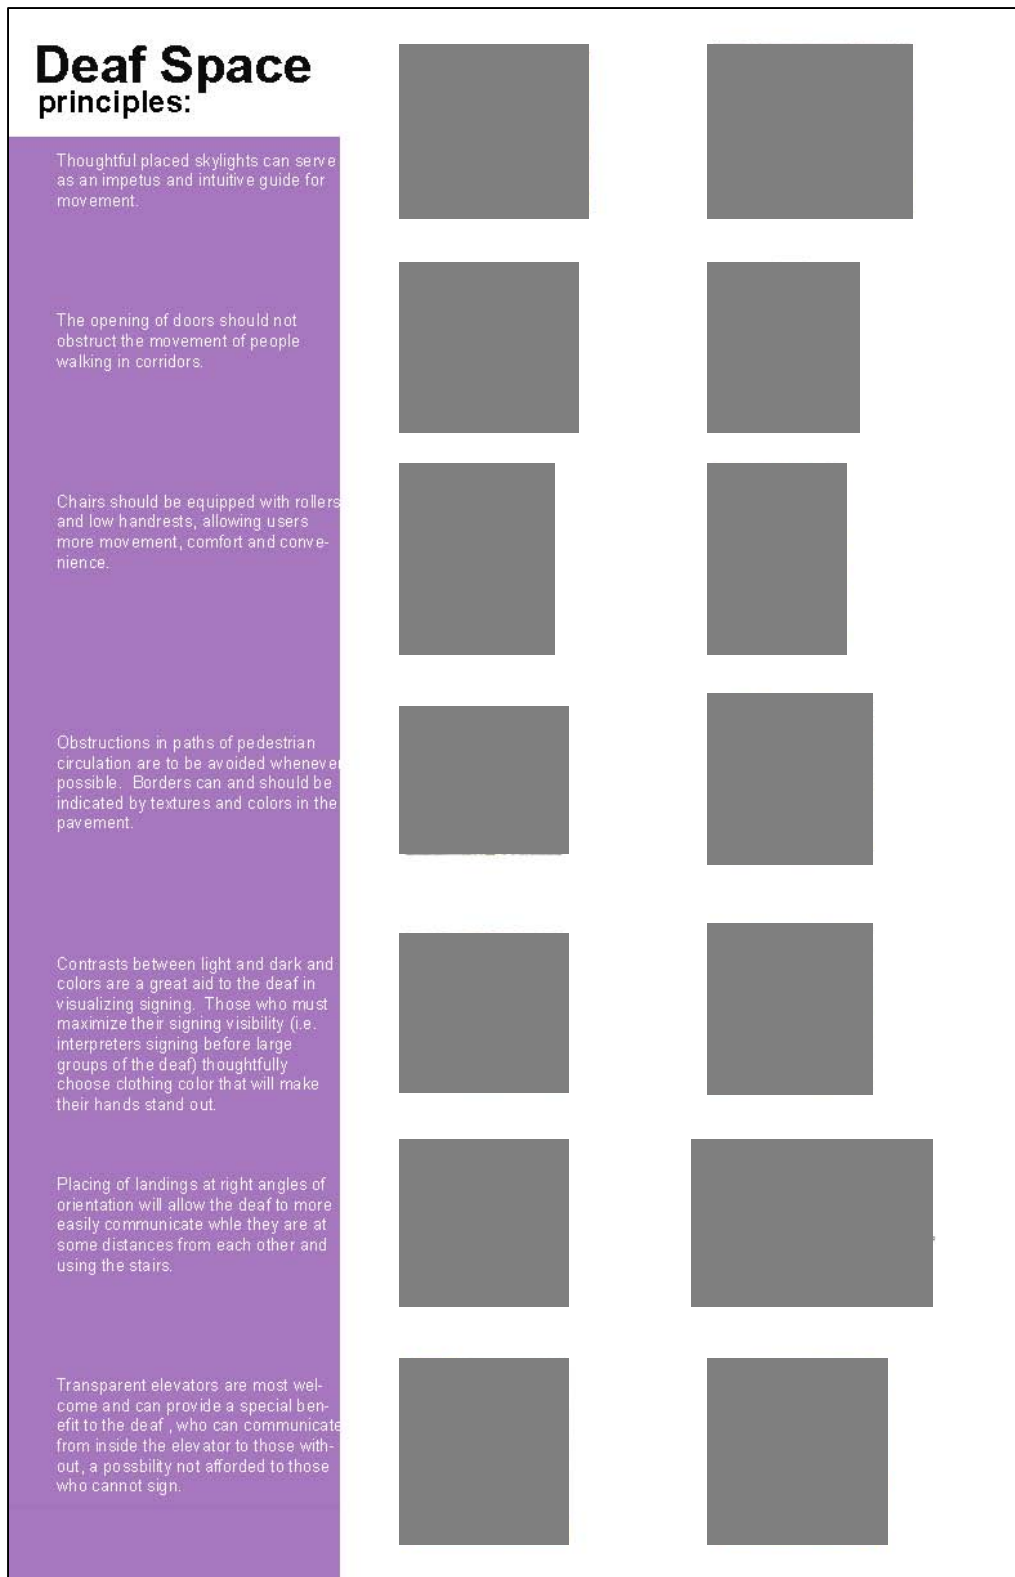 Deaf Space
principles:
Thoughtful placed skylights can serve
as an impetus and intuitive guide for
movement.
The opening of doors should not
obstruct the movement of people
walking in corridors.
Chairs should be equipped with rollers
and low handrests, allowing users
more movement, comfort and conve-
nience.
Obstructions in paths of pedestrian
circulation are to be avoided whenever
possible.  Borders can and should be
indicated by textures and colors in the
pavement.
Contrasts between light and dark and
colors are a great aid to the deaf in
visualizing signing.  Those who must
maximize their signing visibility (i.e.
interpreters signing before large
groups of the deaf) thoughtfully
choose clothing color that will make
their hands stand out.
Placing of landings at right angles of
orientation will allow the deaf to more
easily communicate whle they are at
some distances from each other and
using the stairs.
Transparent elevators are most wel-
come and can provide a special ben-
efit to the deaf , who can communicate
from inside the elevator to those with-
out, a possbility not afforded to those
who cannot sign.